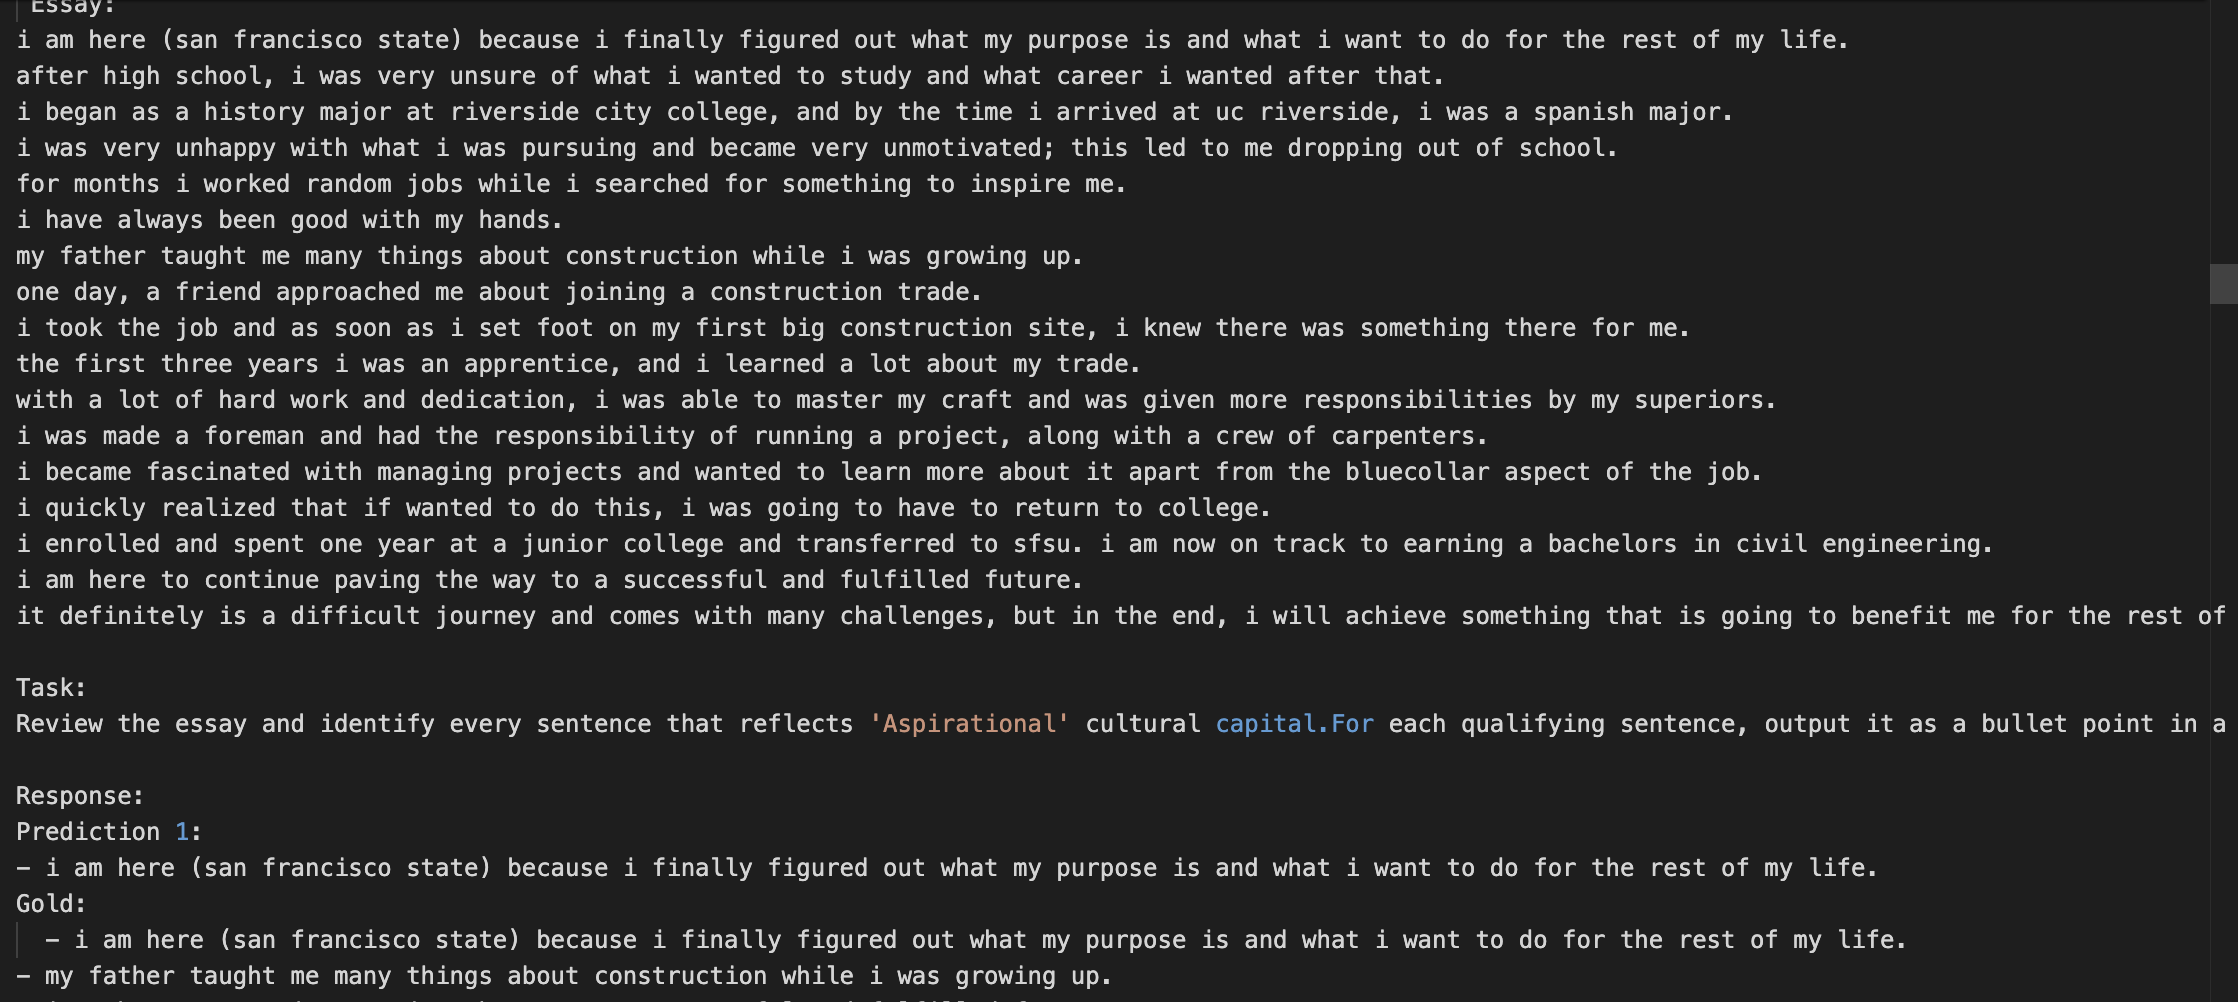 Essay:
i am here (san francisco state) because i finally figured out what my purpose is and what i want to do for the rest of my life.
after high school, i was very unsure of what i wanted to study and what career i wanted after that.
i began as a history major at riverside city college, and by the time i arrived at uc riverside, i was a spanish major.
i was very unhappy with what i was pursuing and became very unmotivated; this led to me dropping out of school.
for months i worked random jobs while i searched for something to inspire me.
i have always been good with my hands.
my father taught me many things about construction while i was growing up.
one day, a friend approached me about joining a construction trade.
i took the job and as soon as i set foot on my first big construction site, i knew there was something there for me.
the first three years i was an apprentice, and i learned a lot about my trade.
with a lot of hard work and dedication, i was able to master my craft and was given more responsibilities by my superiors.
i was made a foreman and had the responsibility of running a project, along with a crew of carpenters.
i became fascinated with managing projects and wanted to learn more about it apart from the bluecollar aspect of the job.
i quickly realized that if wanted to do this, i was going to have to return to college.
i enrolled and spent one year at a junior college and transferred to sfsu. i am now on track to earning a bachelors in civil engineering.
i am here to continue paving the way to a successful and fulfilled future.
it definitely is a difficult journey and comes with many challenges, but in the end, i will achieve something that is going to benefit me for the rest of
Task:
Review the essay and identify every sentence that reflects 'Aspirational' cultural capital.For each qualifying sentence, output it as a bullet point in a
Response:
Prediction 1:
– i am here (san francisco state) because i finally figured out what my purpose is and what i want to do for the rest of my life.
Gold:
– i am here (san francisco state) because i finally figured out what my purpose is and what i want to do for the rest of my life.
– my father taught me many things about construction while i was growing up.